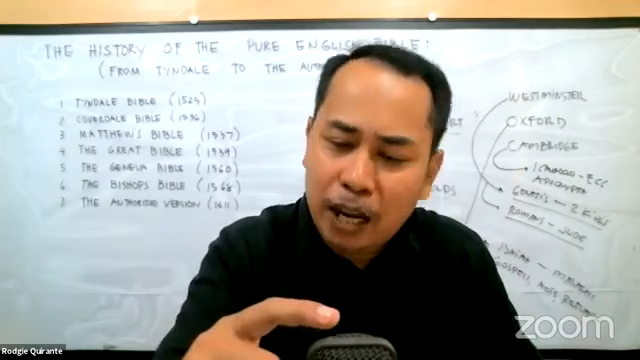 THE HISTORY OF THE PURE ENGLISH BIBLE:
(FROM TYNDALE TO THE
1 TYNDALE BIBLE (1525)
2 COVERDALE BIBLE
3 MATTHEWS BIBLE (1537)
4 THE GREAT BIBLE (1539)
5 THE GENEVA BIBLE (1560)
6 THE BISHOPS BIBLE (1568)
7 THE AUTHORIZED VERSION (1611)
WESTMINSTER
OXFORD
CAMBRIDGE
APOCRYPHA
GENESIS - 2 KINGS
ROMANS - JUDE
ISAIAH - MALACHI
Rodgie Quirante
zoom